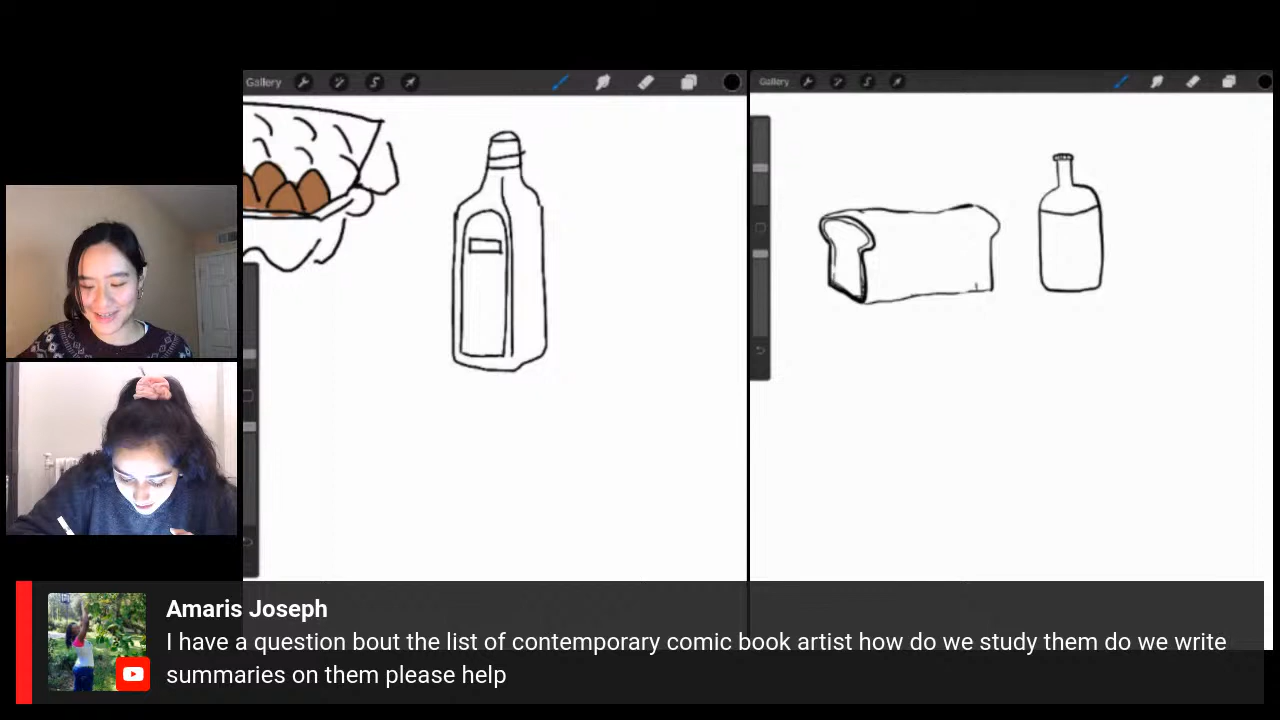 Gallery
Gallery
Amaris Joseph
I have a question bout the list of contemporary comic book artist how do we study them do we write
summaries on them please help